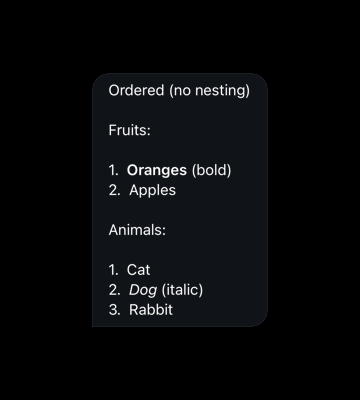 Ordered (no nesting)
Fruits:
1. Oranges (bold)
2. Apples
Animals:
1. Cat
2. Dog (italic)
3. Rabbit